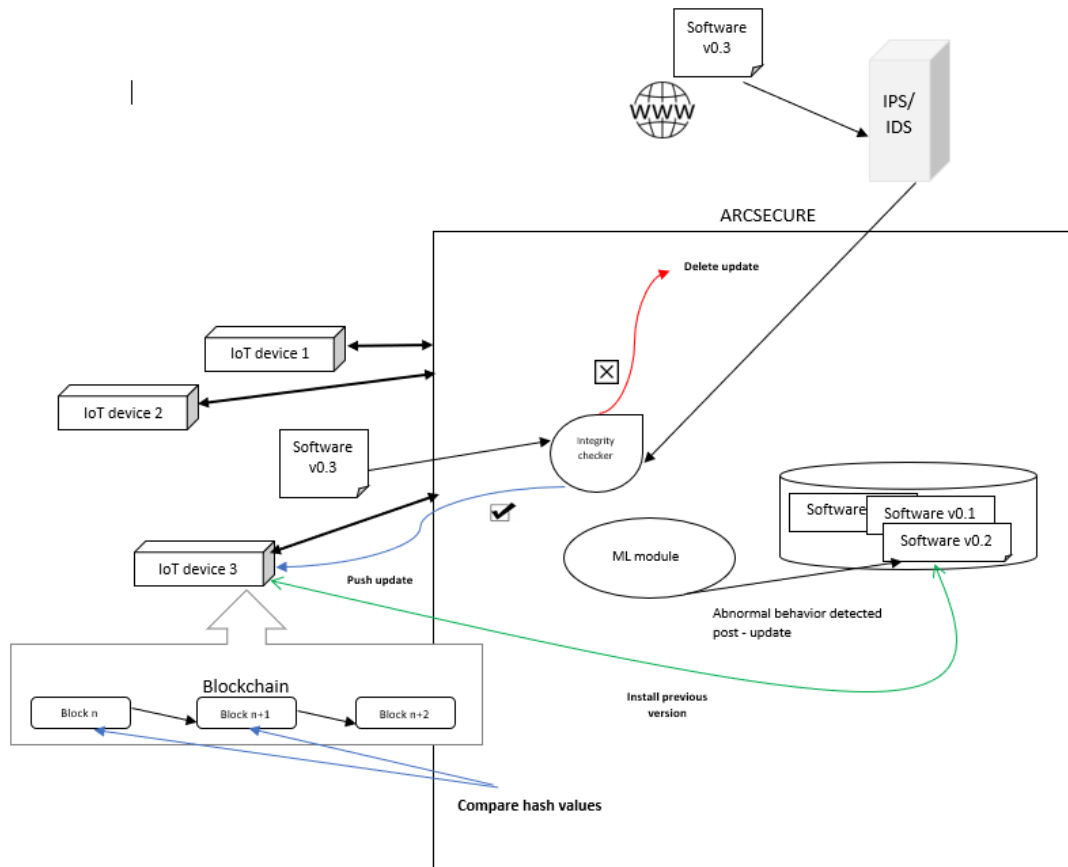 Software
v0.3
WWW
IPS/
IDS
ARCSECURE
Delete update
IoT device 1
IoT device 2
Software
v0.3
Integrity
checker
Software
Software v0.1
Software v0.2
ML module
IoT device 3
Push update
Abnormal behavior detected
post - update
Install previous
version
Blockchain
Block n
Block n+1
Block n+2
Compare hash values